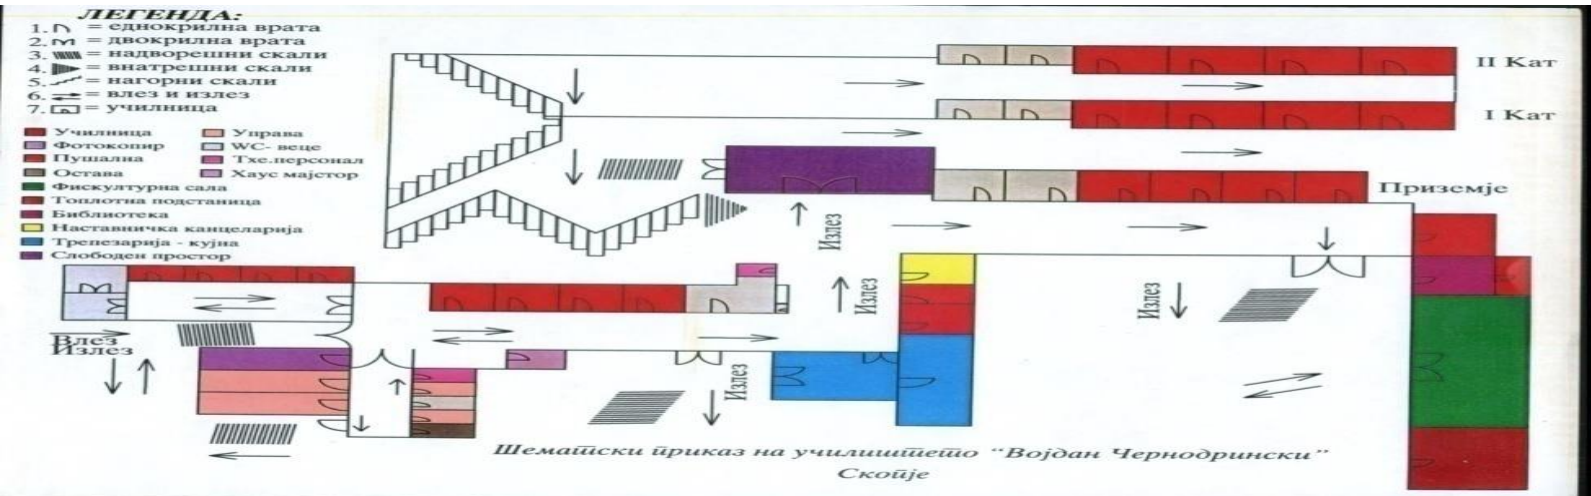 ЛЕГЕНДА:
1. = еднокрилна врата
2. = двокрилна врата
3. = надворешни скали
4. = внатрешни скали
5. = нагорни скали
6. = влез и излез
7. = училница
Училница
Фотокопир
Пушална
Остава
Фискултурна сала
Топлотна подстаница
Библиотека
Наставничка канцеларија
Трепезарија - кујна
Слободен простор
Управа
WC- веце
Тхе.персонал
Хаус мајстор
II Кат
I Кат
Приземје
Излез
Излез
Излез
Влез
Излез
Излез
Шематски приказ на училиштето “Војдан Чернодрински”
Скопје